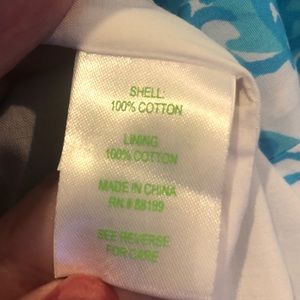 SHELL:
100% COTTON
LINING
100% COTTON
MADE IN CHINA
RN # 88199
SEE REVERSE
FOR CARE